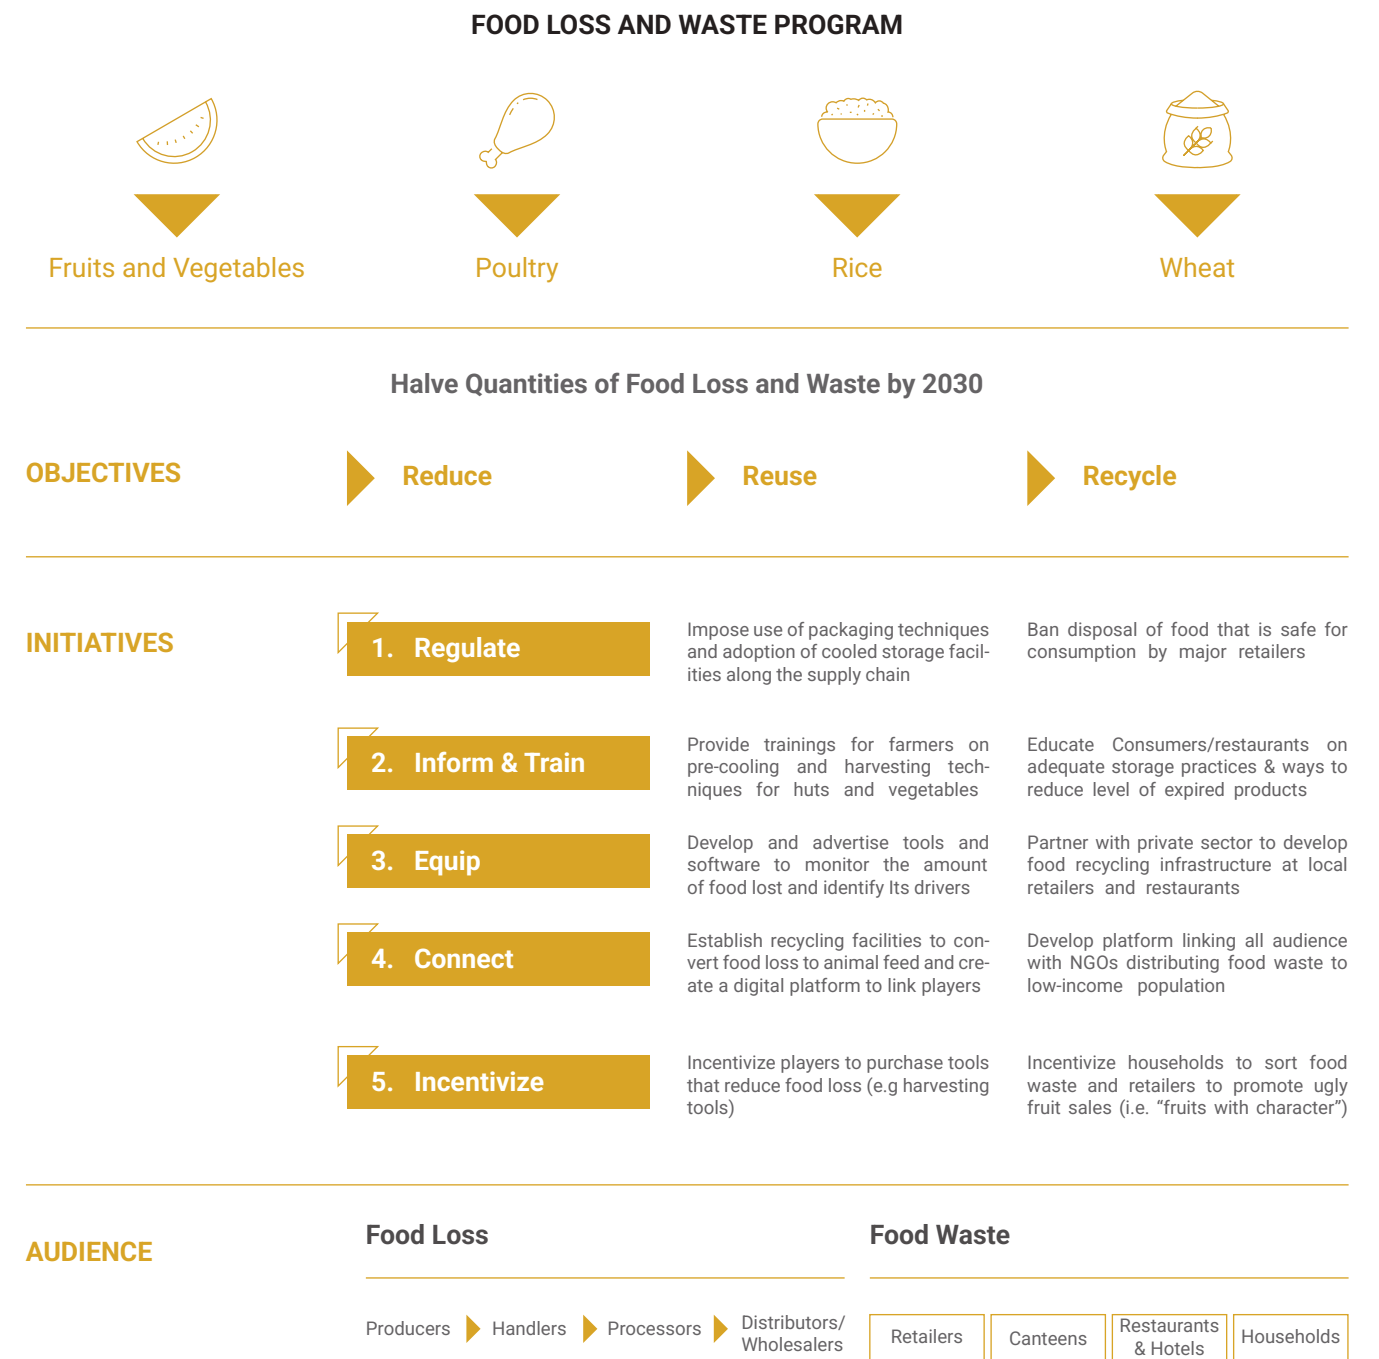 FOOD LOSS AND WASTE PROGRAM
Fruits and Vegetables
Poultry
Rice
Wheat
Halve Quantities of Food Loss and Waste by 2030
OBJECTIVES
Reduce
Reuse
Recycle
INITIATIVES
1. Regulate
Impose use of packaging techniques
and adoption of cooled storage facil-
ities along the supply chain
Ban disposal of food that is safe for
consumption by major retailers
2. Inform & Train
Provide trainings for farmers on
pre-cooling and harvesting tech-
niques for huts and vegetables
Educate Consumers/restaurants on
adequate storage practices & ways to
reduce level of expired products
3. Equip
Develop and advertise tools and
software to monitor the amount
of food lost and identify Its drivers
Partner with private sector to develop
food recycling infrastructure at local
retailers and restaurants
4. Connect
Establish recycling facilities to con-
vert food loss to animal feed and cre-
ate a digital platform to link players
Develop platform linking all audience
with NGOs distributing food waste to
low-income population
5. Incentivize
Incentivize players to purchase tools
that reduce food loss (e.g harvesting
tools)
Incentivize households to sort food
waste and retailers to promote ugly
fruit sales (i.e. “fruits with character”)
AUDIENCE
Food Loss
Producers
Handlers
Processors
Distributors/
Wholesalers
Food Waste
Retailers
Canteens
Restaurants
& Hotels
Households